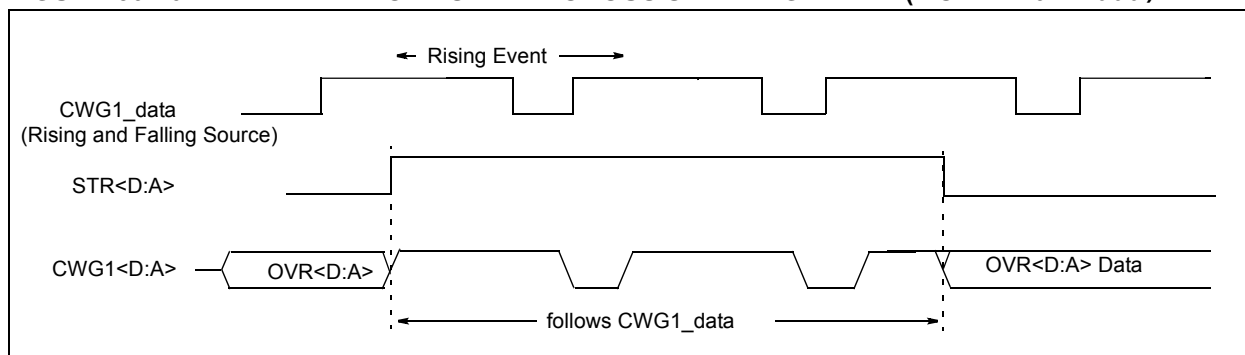 Rising Event
CWG1_data
(Rising and Falling Source)
STR<D:A>
CWG1<D:A>
OVR<D:A>
OVR<D:A> Data
follows CWG1_data